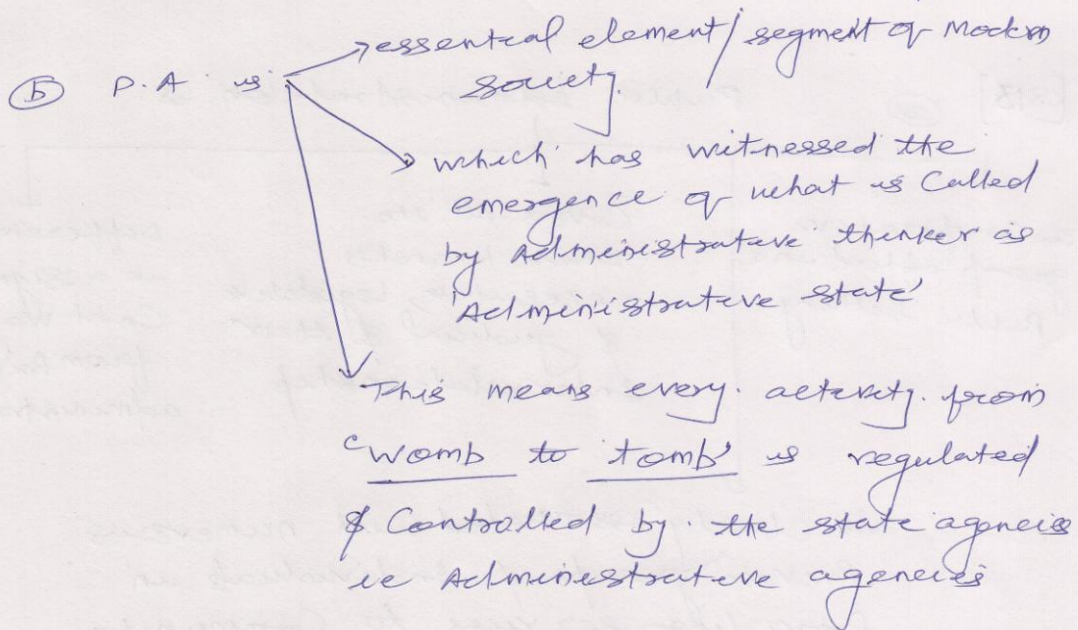 (b) P.A is → essential element/segment of Modern
society
→ which has witnessed the
emergence of what is Called
by Administrative thinker as
'Administrative state'
→ This means every activity from
'womb to tomb' is regulated
& Controlled by the state agencies
ie Administrative agencies